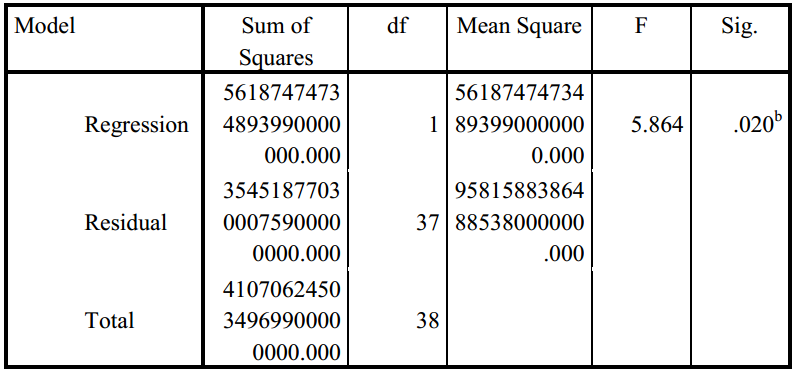 Model Sum of Squares df Mean Square F Sig.
5618747473 56187474734
Regression 4893990000 1 89399000000 5.864 .020b
000.000 0.000
3545187703 95815883864
Residual 0007590000 37 88538000000
0000.000 .000
4107062450
Total 3496990000 38
0000.000